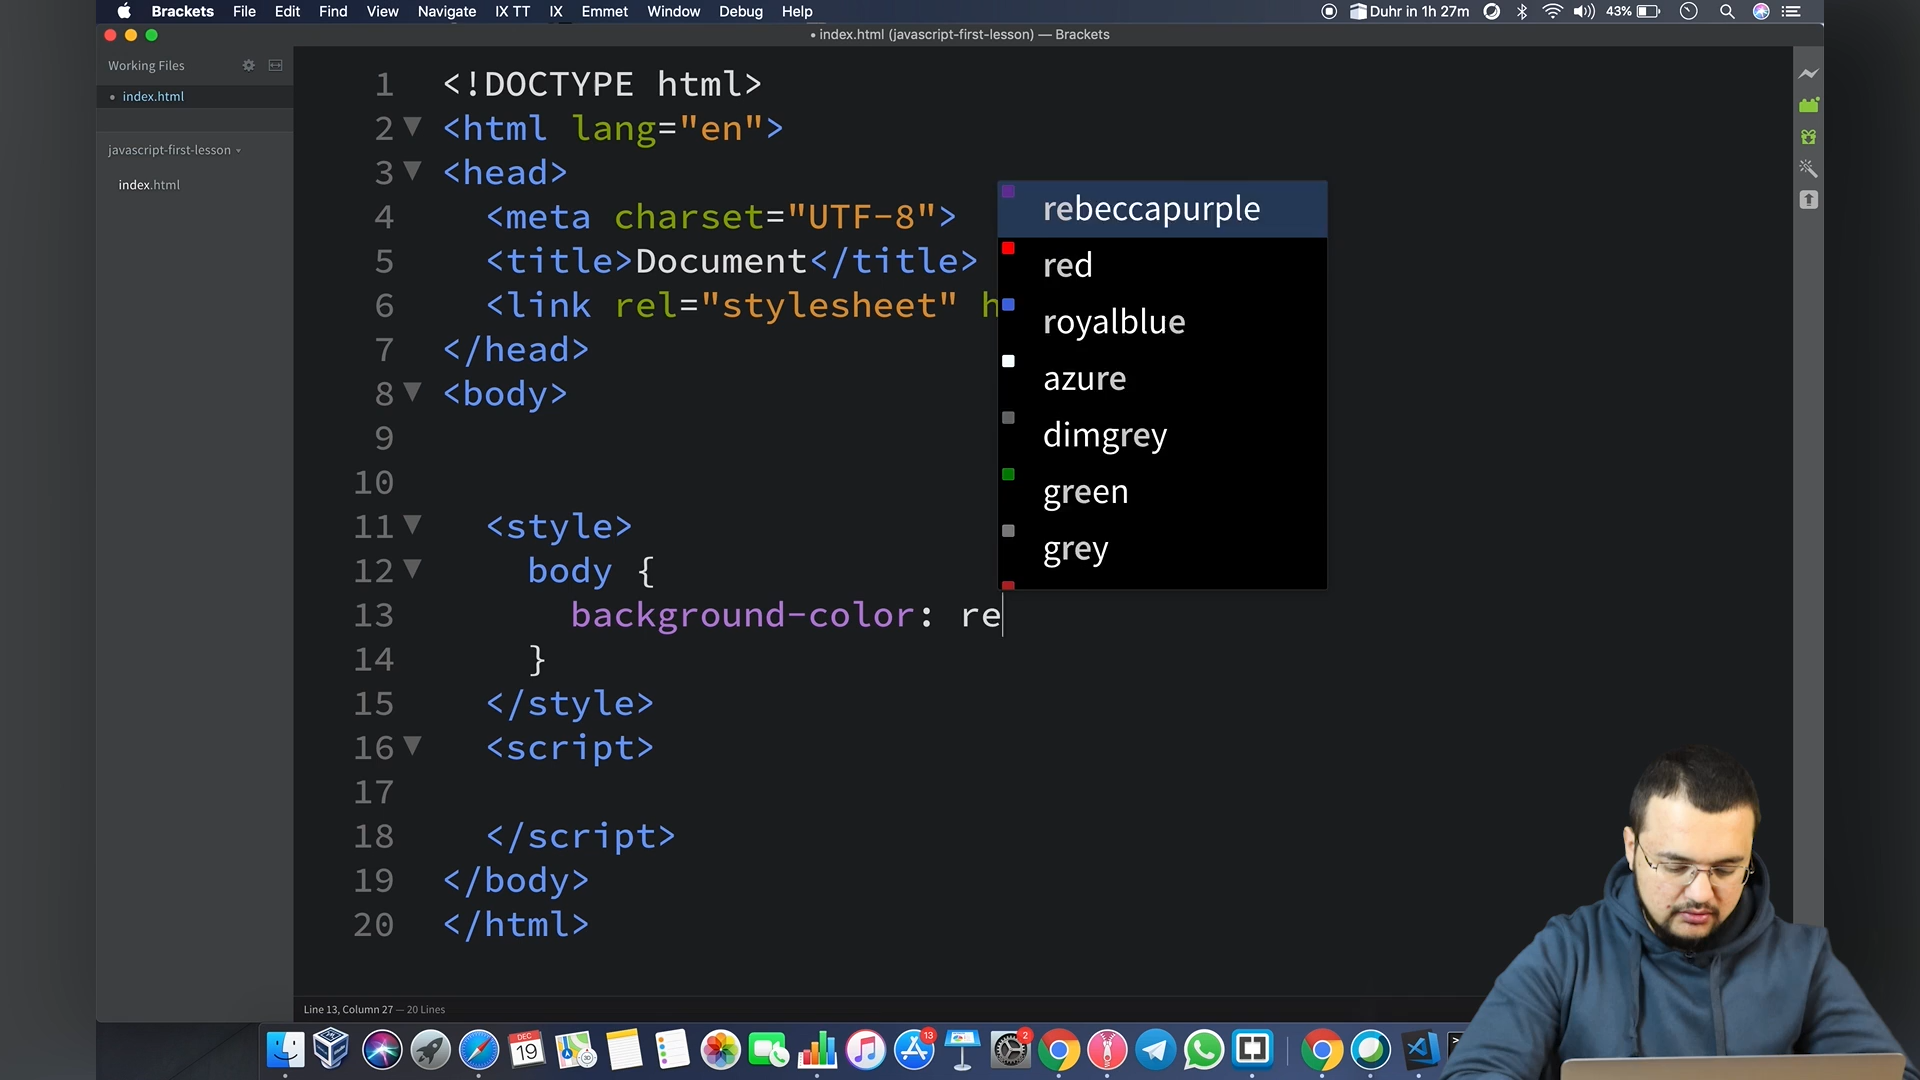 Brackets File Edit Find View Navigate IX TT IX Emmet Window Debug Help Duhr in 1h 27m 43%
• index.html (javascript-first-lesson) — Brackets
Working Files
• index.html
javascript-first-lesson
index.html
1 <!DOCTYPE html>
2 <html lang="en">
3 <head>
4 <meta charset="UTF-8">
5 <title>Document</title>
6 <link rel="stylesheet" h
7 </head>
8 <body>
9
10
11 <style>
12 body {
13 background-color: re
14 }
15 </style>
16 <script>
17
18 </script>
19 </body>
20 </html>
rebeccapurple
red
royalblue
azure
dimgrey
green
grey
Line 13, Column 27 — 20 Lines
DEC
19
13
2